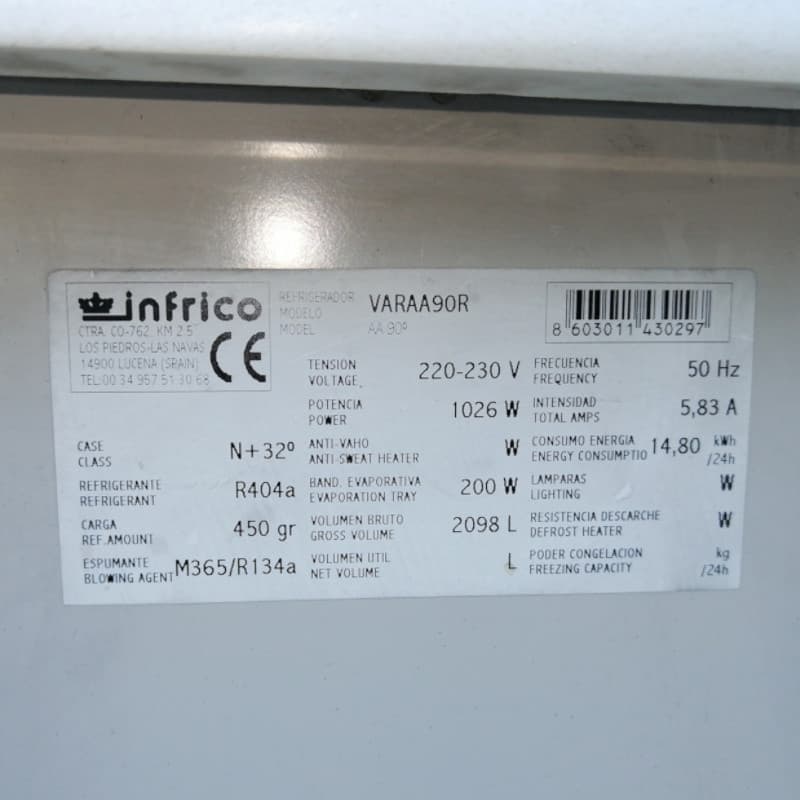 infrico
CTRA. CO-762, KM 2.5
LOS PIEDROS-LAS NAVAS
14900 LUCENA (SPAIN)
TEL:00 34 957 51 30 68
CE
REFRIGERADOR
MODELO
MODEL
VARAA90R
AA 90º
8 603011 430297
TENSION
VOLTAGE
220-230 V
FRECUENCIA
FREQUENCY
50 Hz
POTENCIA
POWER
1026 W
INTENSIDAD
TOTAL AMPS
5,83 A
CASE
CLASS
N+32º
ANTI-VAHO
ANTI-SWEAT HEATER
W
CONSUMO ENERGIA
ENERGY CONSUMPTIO
14,80 kWh
/24h
REFRIGERANTE
REFRIGERANT
R404a
BAND. EVAPORATIVA
EVAPORATION TRAY
200 W
LAMPARAS
LIGHTING
W
CARGA
REF.AMOUNT
450 gr
VOLUMEN BRUTO
GROSS VOLUME
2098 L
RESISTENCIA DESCARCHE
DEFROST HEATER
W
ESPUMANTE
BLOWING AGENT
M365/R134a
VOLUMEN UTIL
NET VOLUME
L
PODER CONGELACION
FREEZING CAPACITY
kg
/24h